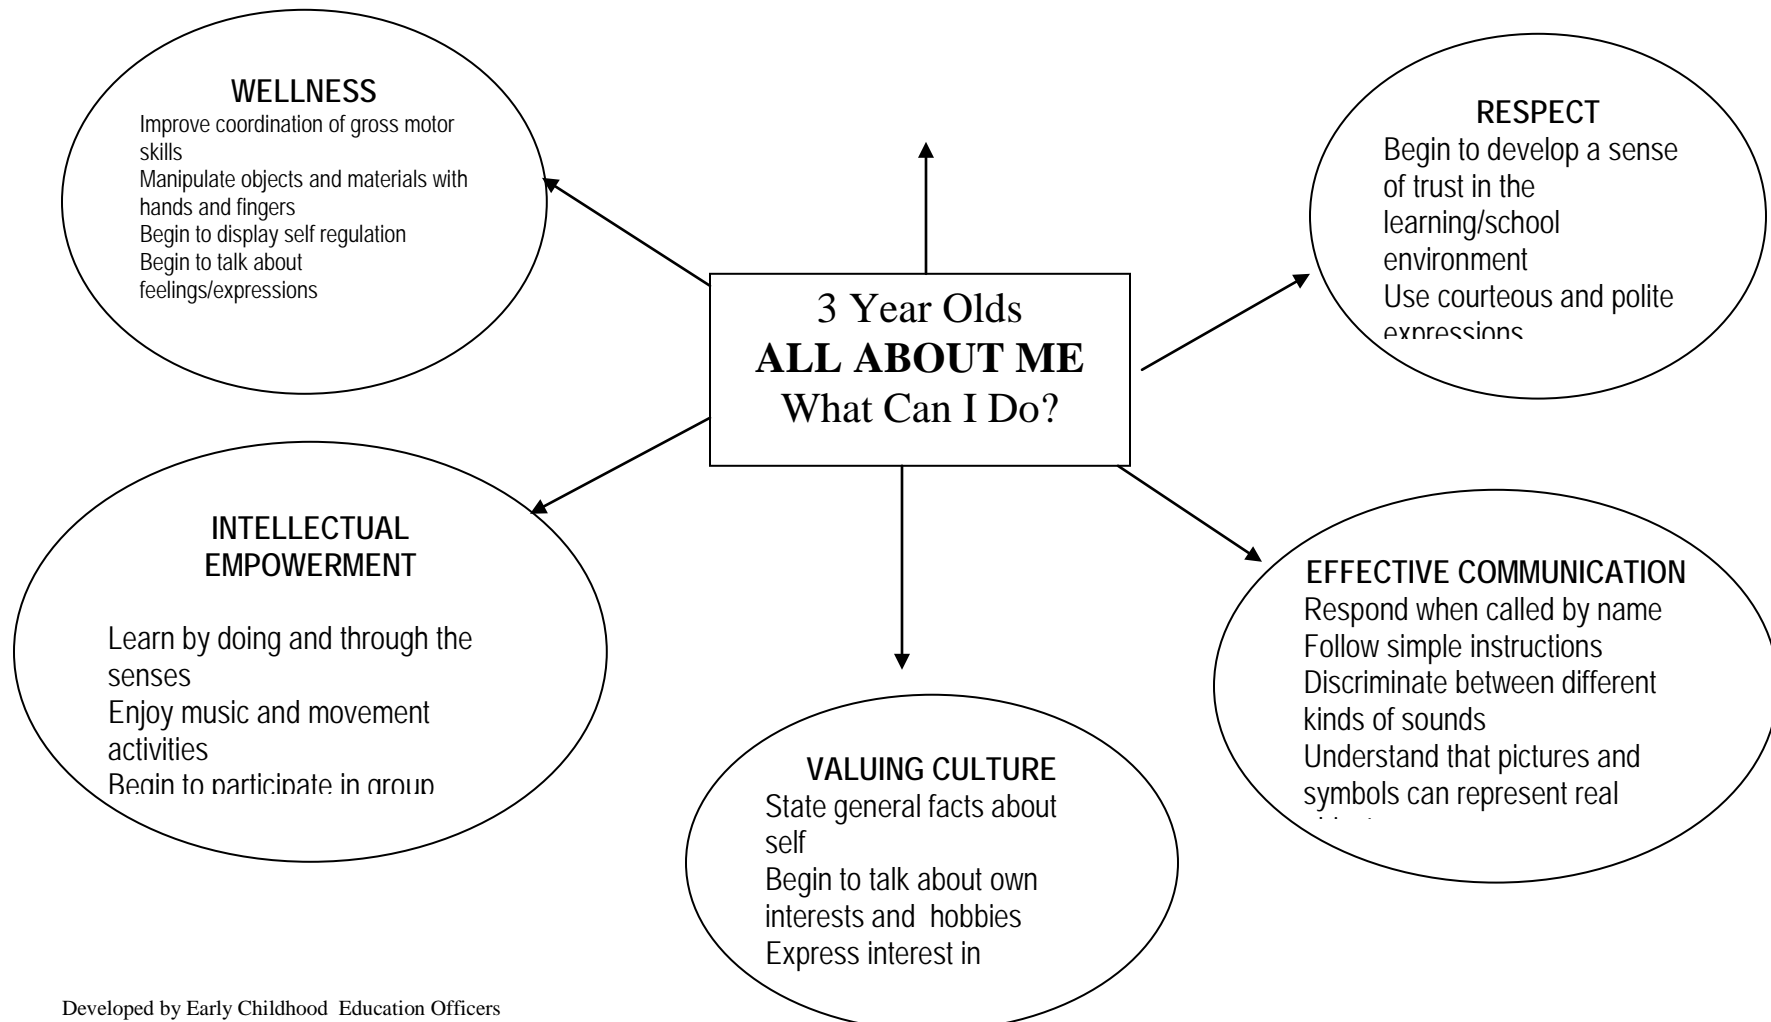 WELLNESS
Improve coordination of gross motor
skills
Manipulate objects and materials with
hands and fingers
Begin to display self regulation
Begin to talk about
feelings/expressions
RESPECT
Begin to develop a sense
of trust in the
learning/school
environment
Use courteous and polite
expressions
3 Year Olds
ALL ABOUT ME
What Can I Do?
INTELLECTUAL
EMPOWERMENT
Learn by doing and through the
senses
Enjoy music and movement
activities
Begin to participate in group
EFFECTIVE COMMUNICATION
Respond when called by name
Follow simple instructions
Discriminate between different
kinds of sounds
Understand that pictures and
symbols can represent real
VALUING CULTURE
State general facts about
self
Begin to talk about own
interests and hobbies
Express interest in
Developed by Early Childhood Education Officers